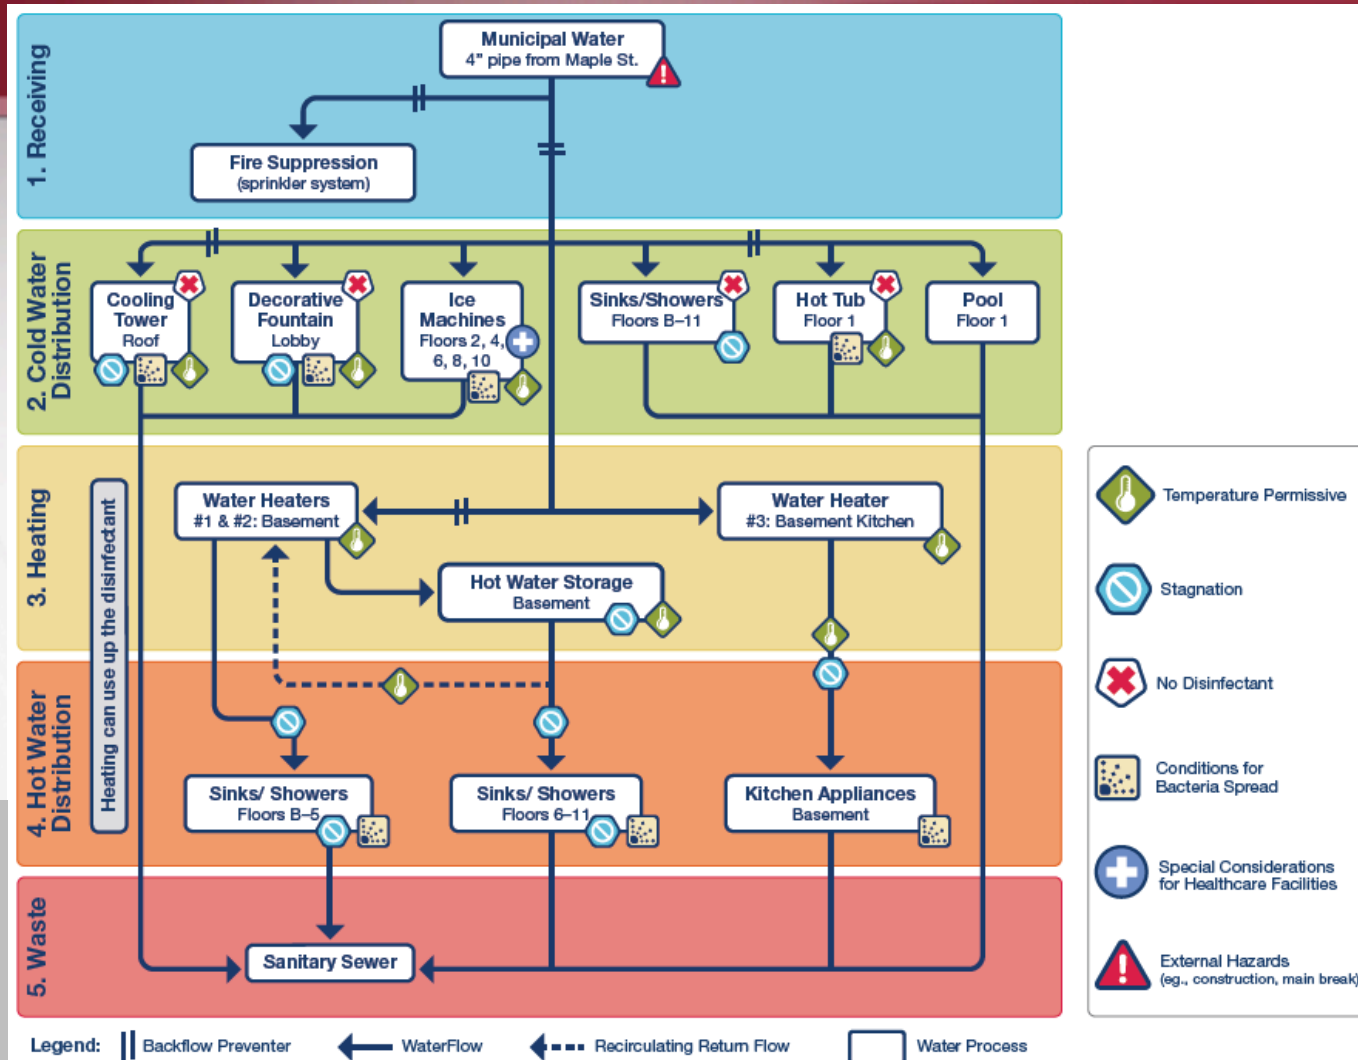 1. Receiving
Municipal Water
4" pipe from Maple St.
Fire Suppression
(sprinkler system)
2. Cold Water
Distribution
Cooling
Tower
Roof
Decorative
Fountain
Lobby
Ice
Machines
Floors 2, 4,
6, 8, 10
Sinks/Showers
Floors B–11
Hot Tub
Floor 1
Pool
Floor 1
3. Heating
Heating can use up the disinfectant
Water Heaters
#1 & #2: Basement
Water Heater
#3: Basement Kitchen
Hot Water Storage
Basement
4. Hot Water
Distribution
Sinks/ Showers
Floors B–5
Sinks/ Showers
Floors 6–11
Kitchen Appliances
Basement
5. Waste
Sanitary Sewer
Temperature Permissive
Stagnation
No Disinfectant
Conditions for
Bacteria Spread
Special Considerations
for Healthcare Facilities
External Hazards
(eg., construction, main break)
Legend: Backflow Preventer WaterFlow Recirculating Return Flow Water Process